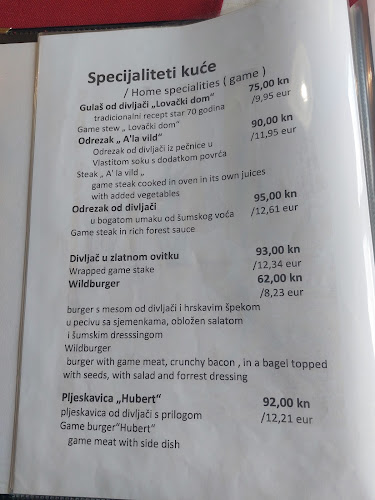 Specijaliteti kuće
/ Home specialities ( game )
Gulaš od divljači „Lovački dom“ 75,00 kn
tradicionalni recept star 70 godina /9,95 eur
Game stew „ Lovački dom“
Odrezak „ A'la vild“ 90,00 kn
Odrezak od divljači iz pečnice u /11,95 eur
Vlastitom soku s dodatkom povrća
Steak „ A' la vild „
game steak cooked in oven in its own juices
with added vegetables
Odrezak od divljači 95,00 kn
u bogatom umaku od šumskog voća /12,61 eur
Game steak in rich forest sauce
Divljač u zlatnom ovitku 93,00 kn
Wrapped game stake /12,34 eur
Wildburger 62,00 kn
/8,23 eur
burger s mesom od divljači i hrskavim špekom
u pecivu sa sjemenkama, obložen salatom
i šumskim dresssingom
Wildburger
burger with game meat, crunchy bacon , in a bagel topped
with seeds, with salad and forrest dressing
Pljeskavica „Hubert“ 92,00 kn
pljeskavica od divljači s prilogom /12,21 eur
Game burger“Hubert“
game meat with side dish